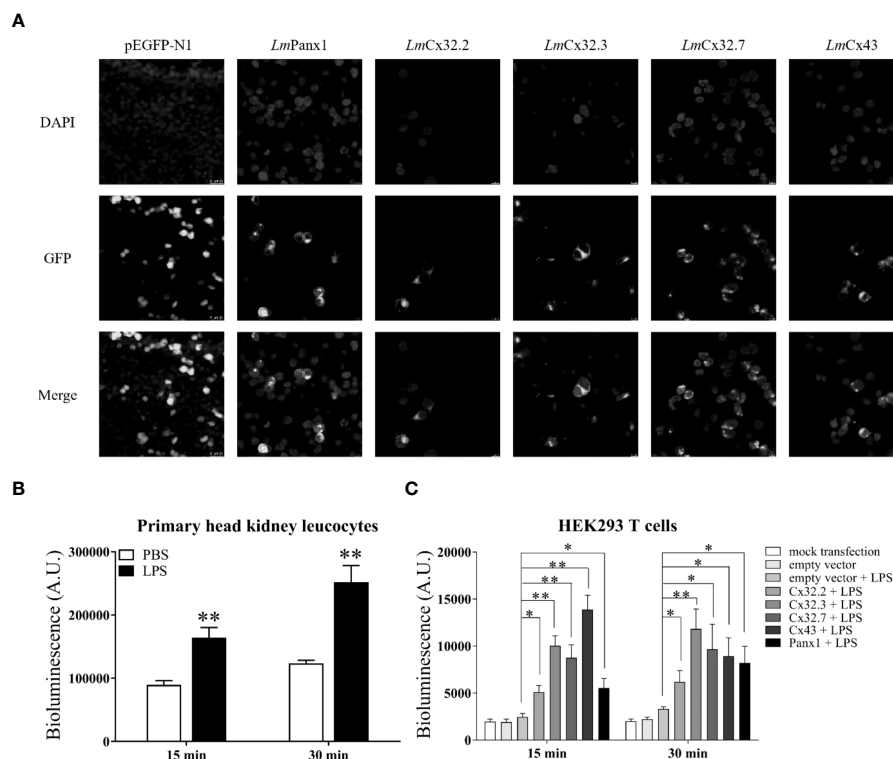 A
pEGFP-N1 LmPanx1 LmCx32.2 LmCx32.3 LmCx32.7 LmCx43
DAPI
GFP
Merge
B
Primary head kidney leucocytes
Bioluminescence (A.U.)
300000
200000
100000
0
PBS
LPS
**
**
15 min 30 min
C
HEK293 T cells
Bioluminescence (A.U.)
20000
15000
10000
5000
0
*
**
**
**
*
*
*
*
**
*
15 min 30 min
mock transfection
empty vector
empty vector + LPS
Cx32.2 + LPS
Cx32.3 + LPS
Cx32.7 + LPS
Cx43 + LPS
Panx1 + LPS